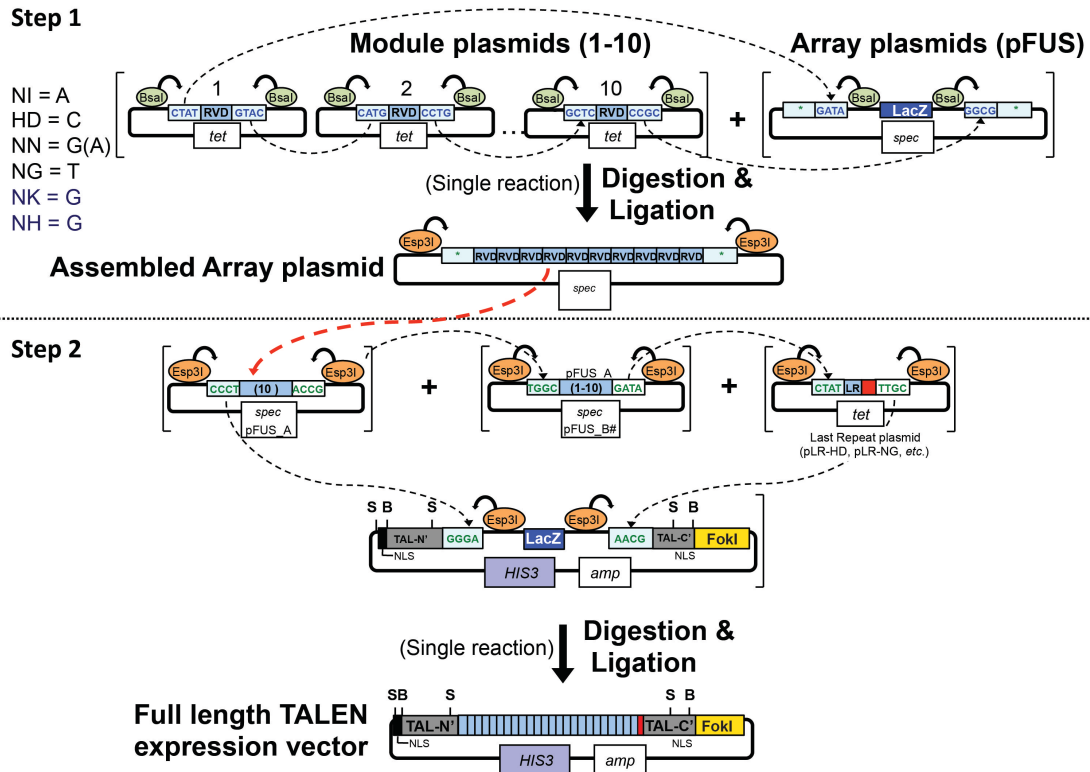 Step 1
Module plasmids (1-10)
Array plasmids (pFUS)
NI = A
HD = C
NN = G(A)
NG = T
NK = G
NH = G
BsaI 1 BsaI
CTAT RVD GTAC
tet
BsaI 2 BsaI
CATG RVD CCTG
tet
...
BsaI 10 BsaI
GCTC RVD CCGC
tet
+
BsaI BsaI
* GATA LacZ GGCG *
spec
(Single reaction)
Digestion &
Ligation
Esp3I Esp3I
* RVD RVD RVD RVD RVD RVD RVD RVD RVD RVD *
Assembled Array plasmid
spec
Step 2
Esp3I Esp3I
CCCT (10 ) ACCG
spec
pFUS_A
+
Esp3I pFUS_A Esp3I
TGGC (1-10) GATA
spec
pFUS_B#
+
Esp3I Esp3I
CTAT LR TTGC
tet
Last Repeat plasmid
(pLR-HD, pLR-NG, etc.)
S B S Esp3I Esp3I S B
TAL-N' GGGA LacZ AACG TAL-C' FokI
NLS NLS
HIS3 amp
(Single reaction)
Digestion &
Ligation
Full length TALEN
expression vector
S B S S B
TAL-N' TAL-C' FokI
NLS NLS
HIS3 amp